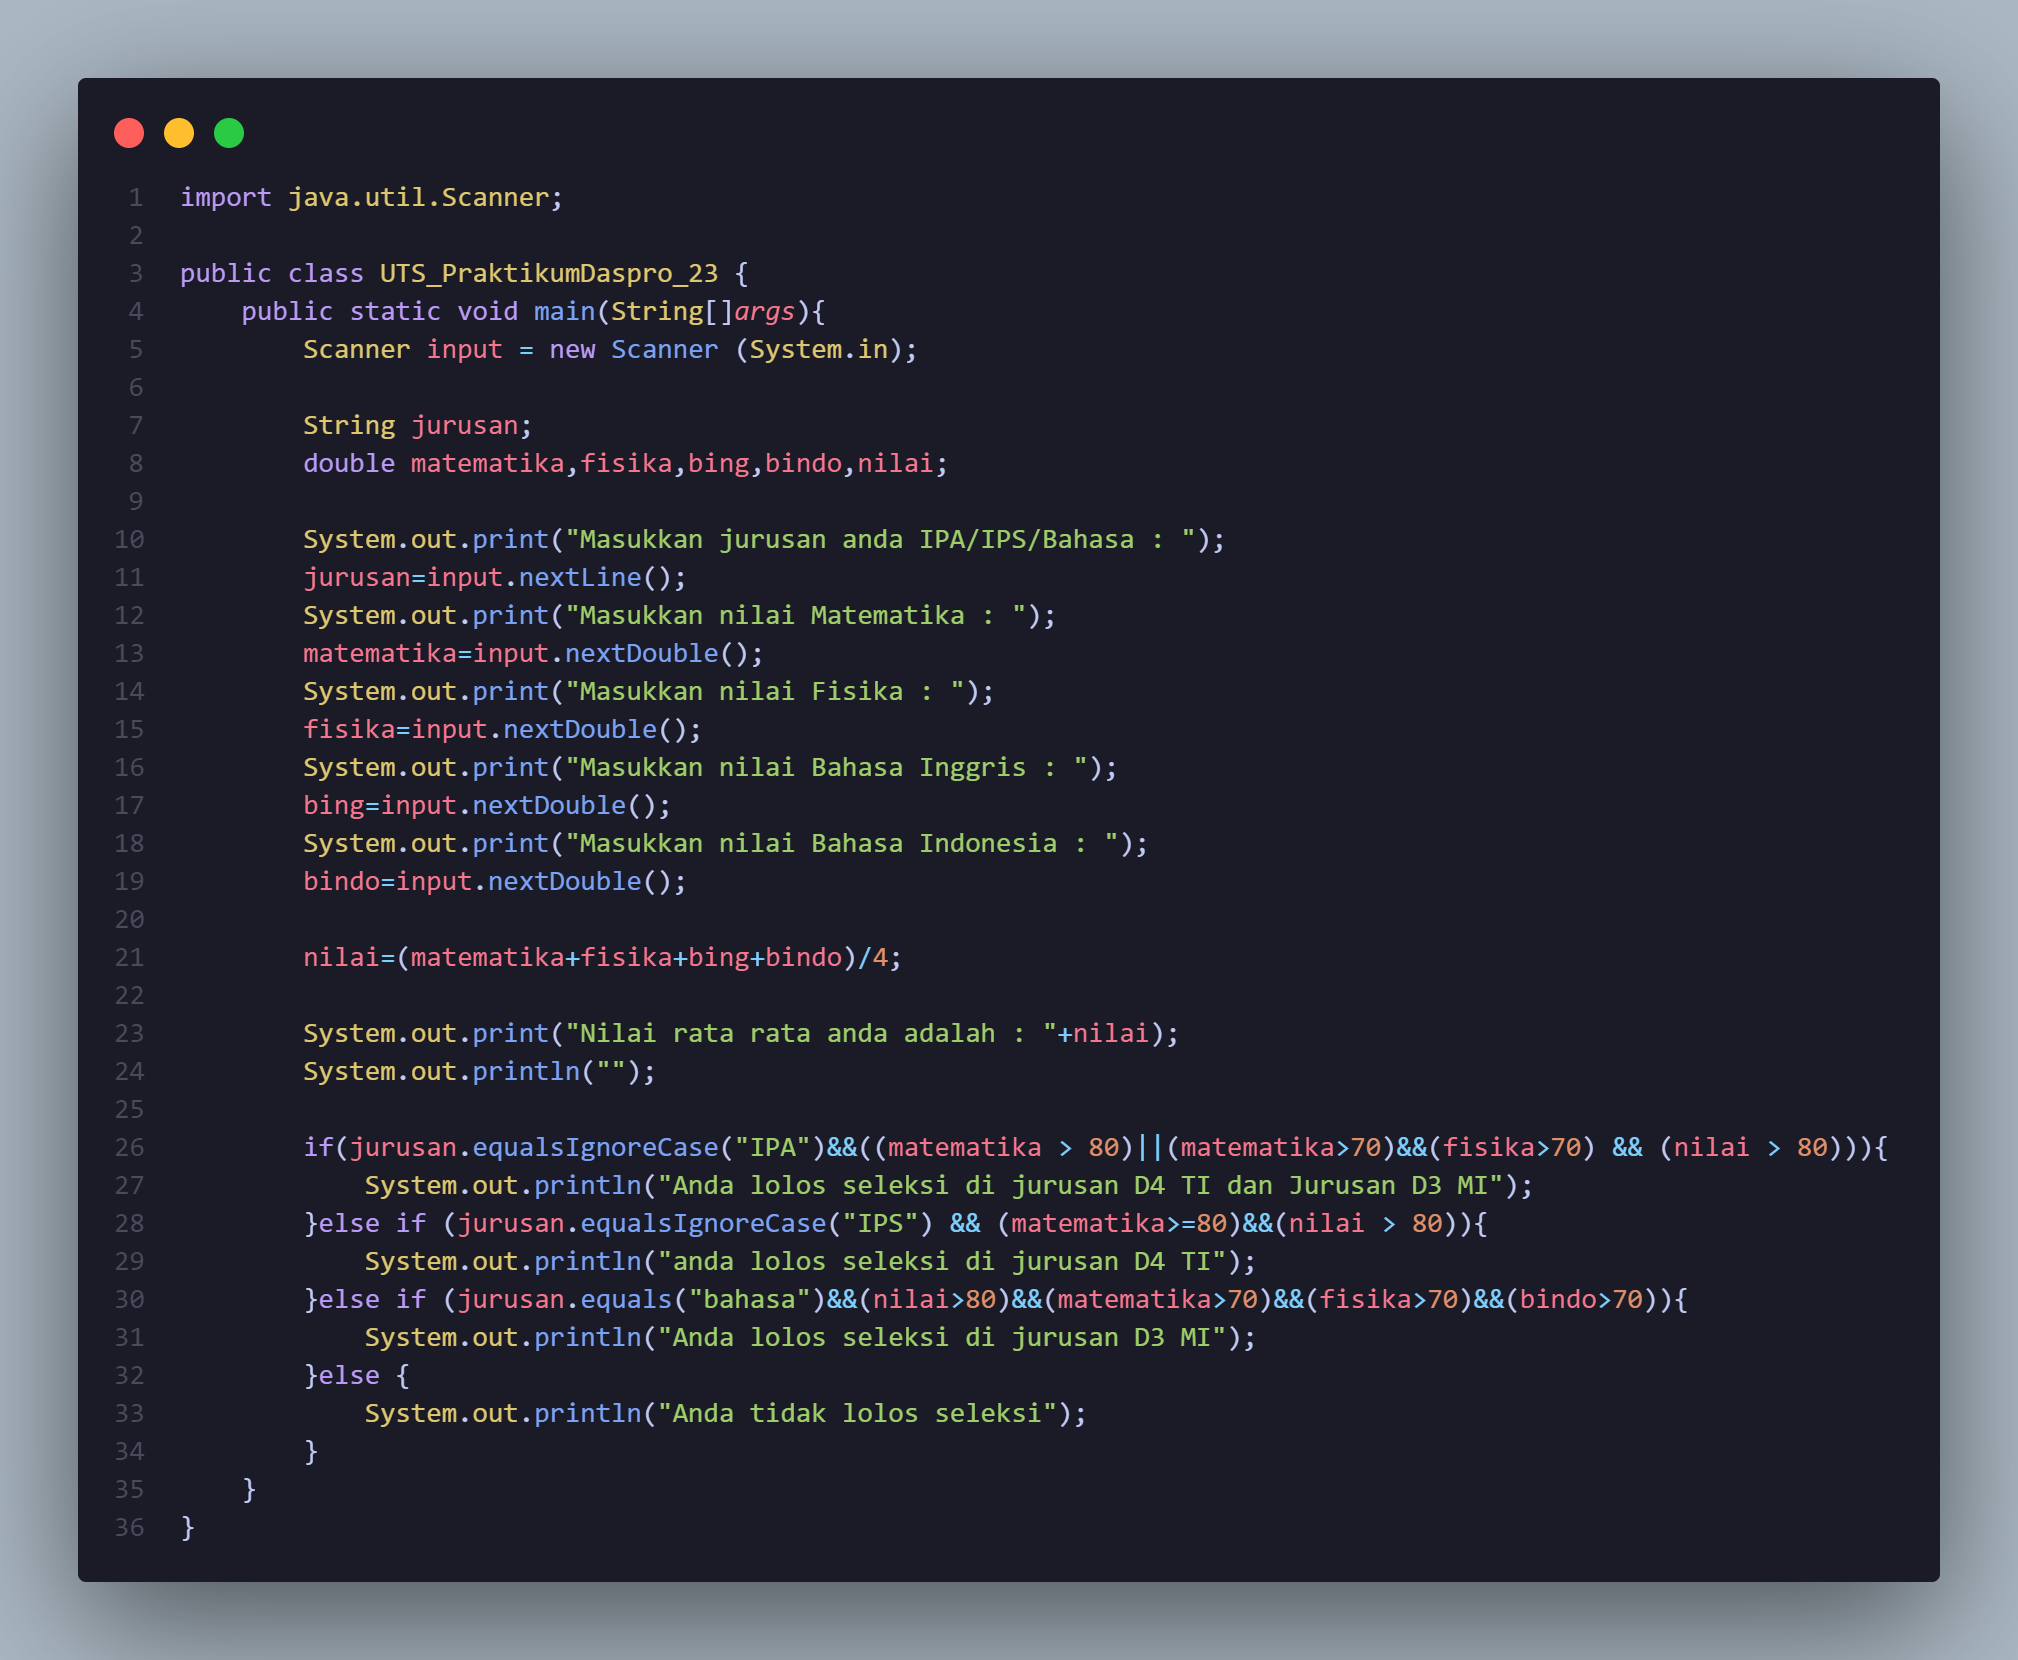 1 import java.util.Scanner;
2
3 public class UTS_PraktikumDaspro_23 {
4     public static void main(String[]args){
5         Scanner input = new Scanner (System.in);
6
7         String jurusan;
8         double matematika,fisika,bing,bindo,nilai;
9
10         System.out.print("Masukkan jurusan anda IPA/IPS/Bahasa : ");
11         jurusan=input.nextLine();
12         System.out.print("Masukkan nilai Matematika : ");
13         matematika=input.nextDouble();
14         System.out.print("Masukkan nilai Fisika : ");
15         fisika=input.nextDouble();
16         System.out.print("Masukkan nilai Bahasa Inggris : ");
17         bing=input.nextDouble();
18         System.out.print("Masukkan nilai Bahasa Indonesia : ");
19         bindo=input.nextDouble();
20
21         nilai=(matematika+fisika+bing+bindo)/4;
22
23         System.out.print("Nilai rata rata anda adalah : "+nilai);
24         System.out.println("");
25
26         if(jurusan.equalsIgnoreCase("IPA")&&((matematika > 80)||(matematika>70)&&(fisika>70) && (nilai > 80))){
27             System.out.println("Anda lolos seleksi di jurusan D4 TI dan Jurusan D3 MI");
28         }else if (jurusan.equalsIgnoreCase("IPS") && (matematika>=80)&&(nilai > 80)){
29             System.out.println("anda lolos seleksi di jurusan D4 TI");
30         }else if (jurusan.equals("bahasa")&&(nilai>80)&&(matematika>70)&&(fisika>70)&&(bindo>70)){
31             System.out.println("Anda lolos seleksi di jurusan D3 MI");
32         }else {
33             System.out.println("Anda tidak lolos seleksi");
34         }
35     }
36 }